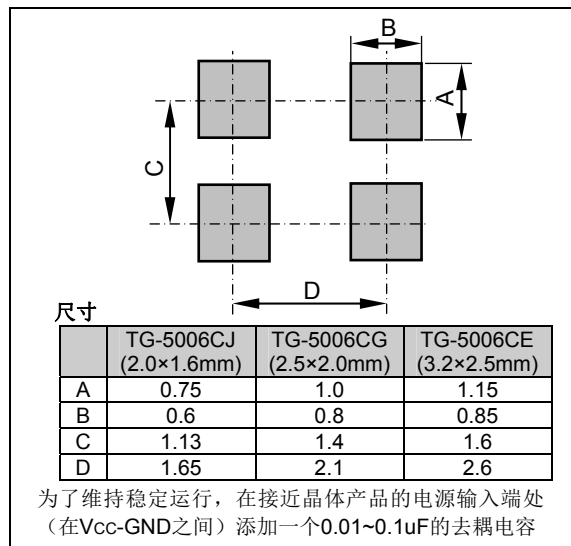 B
A
C
D
尺寸
TG-5006CJ TG-5006CG TG-5006CE
(2.0×1.6mm) (2.5×2.0mm) (3.2×2.5mm)
A 0.75 1.0 1.15
B 0.6 0.8 0.85
C 1.13 1.4 1.6
D 1.65 2.1 2.6
为了维持稳定运行，在接近晶体产品的电源输入端处
（在Vcc-GND之间）添加一个0.01~0.1uF的去耦电容